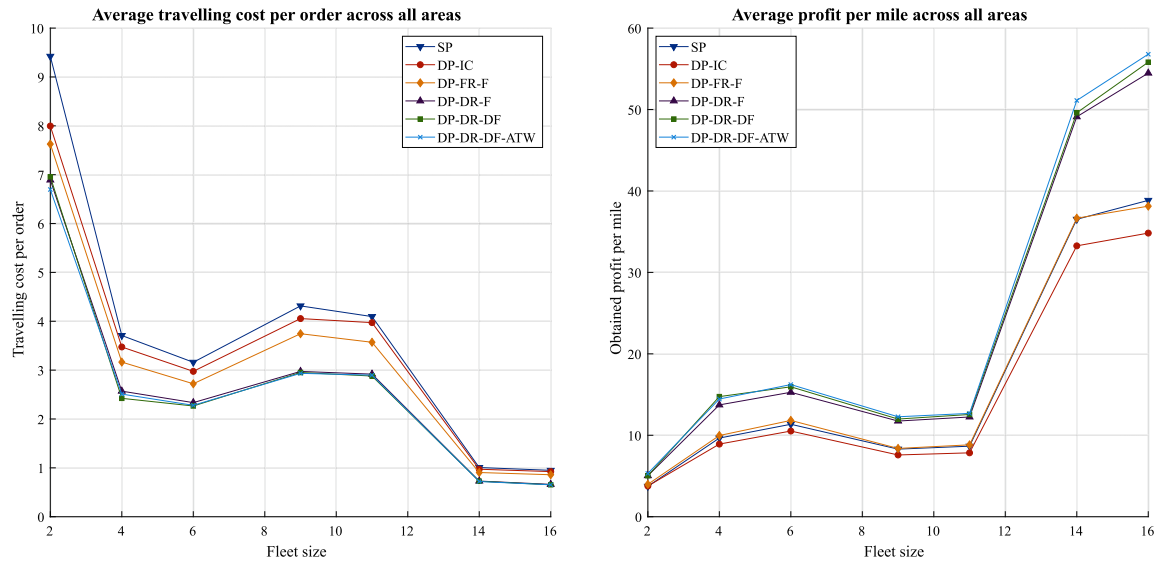 Average travelling cost per order across all areas
10
9
8
7
6
5
4
3
2
1
0
Travelling cost per order
SP
DP-IC
DP-FR-F
DP-DR-F
DP-DR-DF
DP-DR-DF-ATW
2 4 6 8 10 12 14 16
Fleet size
Average profit per mile across all areas
60
50
40
30
20
10
0
Obtained profit per mile
SP
DP-IC
DP-FR-F
DP-DR-F
DP-DR-DF
DP-DR-DF-ATW
2 4 6 8 10 12 14 16
Fleet size